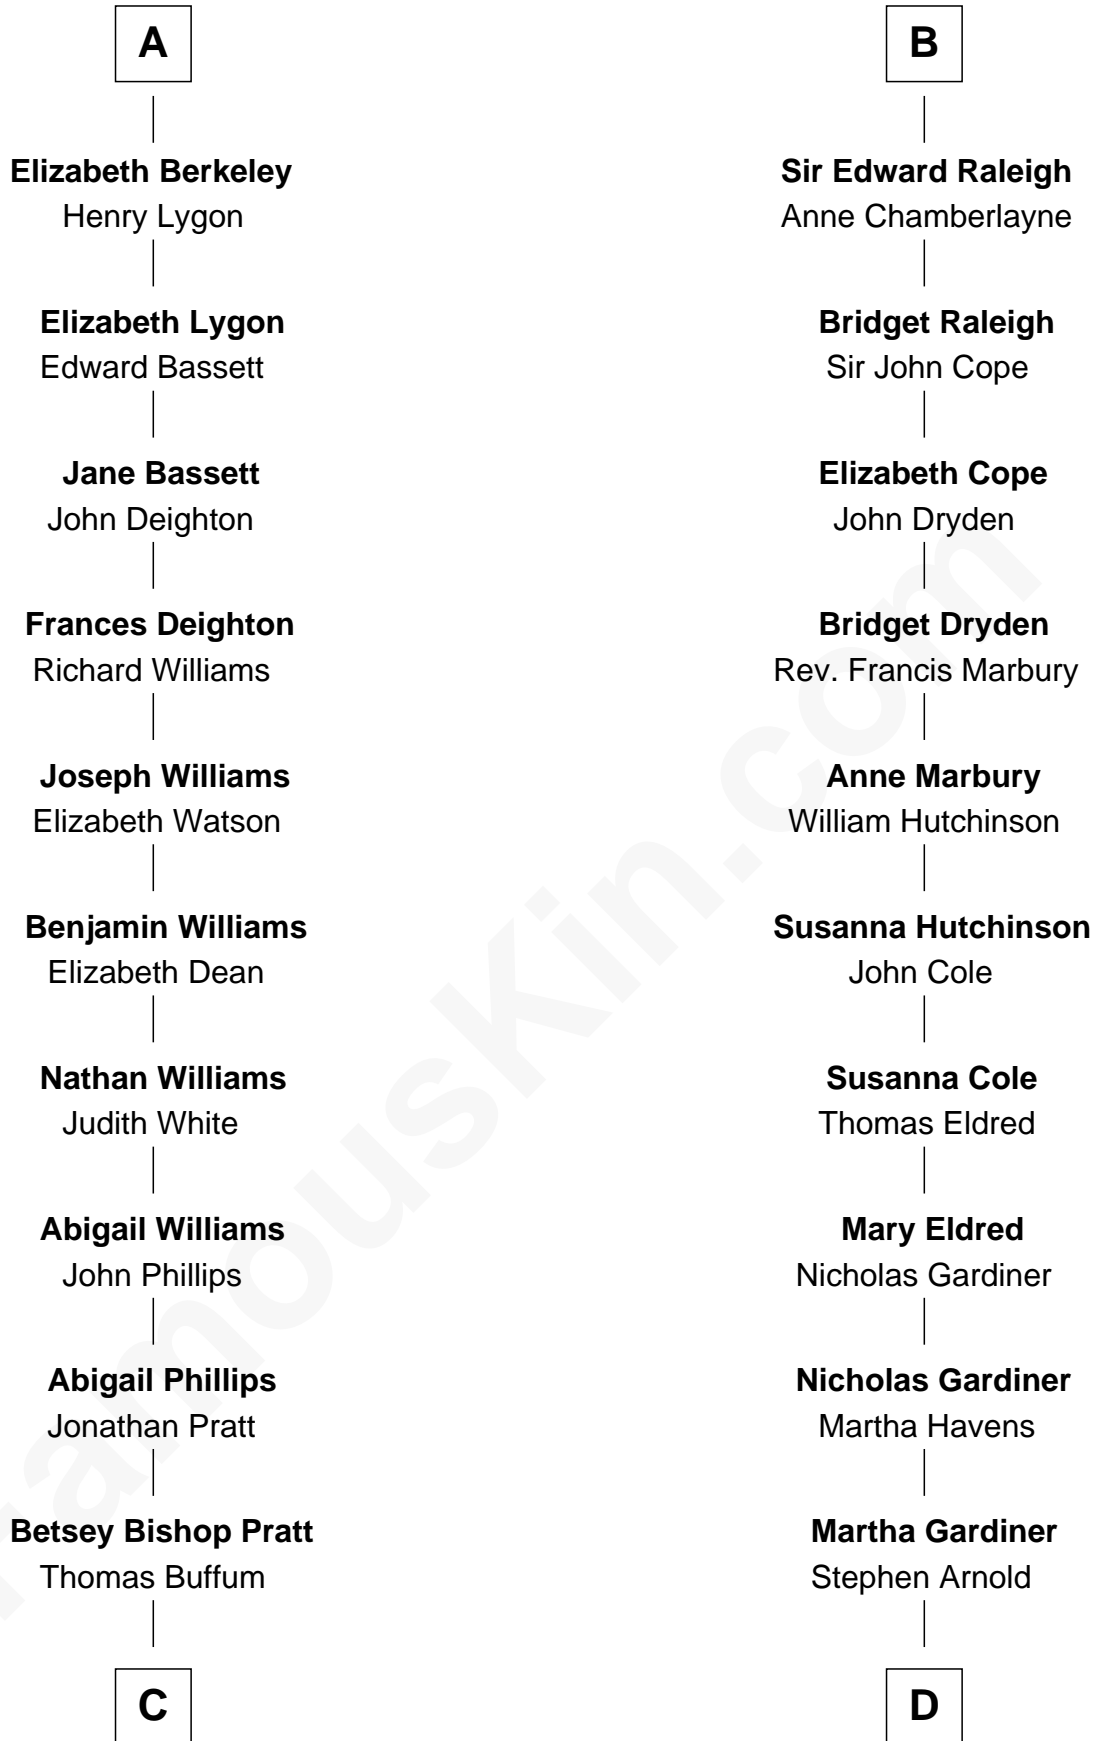 A
Elizabeth Berkeley
Henry Lygon
Elizabeth Lygon
Edward Bassett
Jane Bassett
John Deighton
Frances Deighton
Richard Williams
Joseph Williams
Elizabeth Watson
Benjamin Williams
Elizabeth Dean
Nathan Williams
Judith White
Abigail Williams
John Phillips
Abigail Phillips
Jonathan Pratt
Betsey Bishop Pratt
Thomas Buffum
C
B
Sir Edward Raleigh
Anne Chamberlayne
Bridget Raleigh
Sir John Cope
Elizabeth Cope
John Dryden
Bridget Dryden
Rev. Francis Marbury
Anne Marbury
William Hutchinson
Susanna Hutchinson
John Cole
Susanna Cole
Thomas Eldred
Mary Eldred
Nicholas Gardiner
Nicholas Gardiner
Martha Havens
Martha Gardiner
Stephen Arnold
D
FamousKin.com